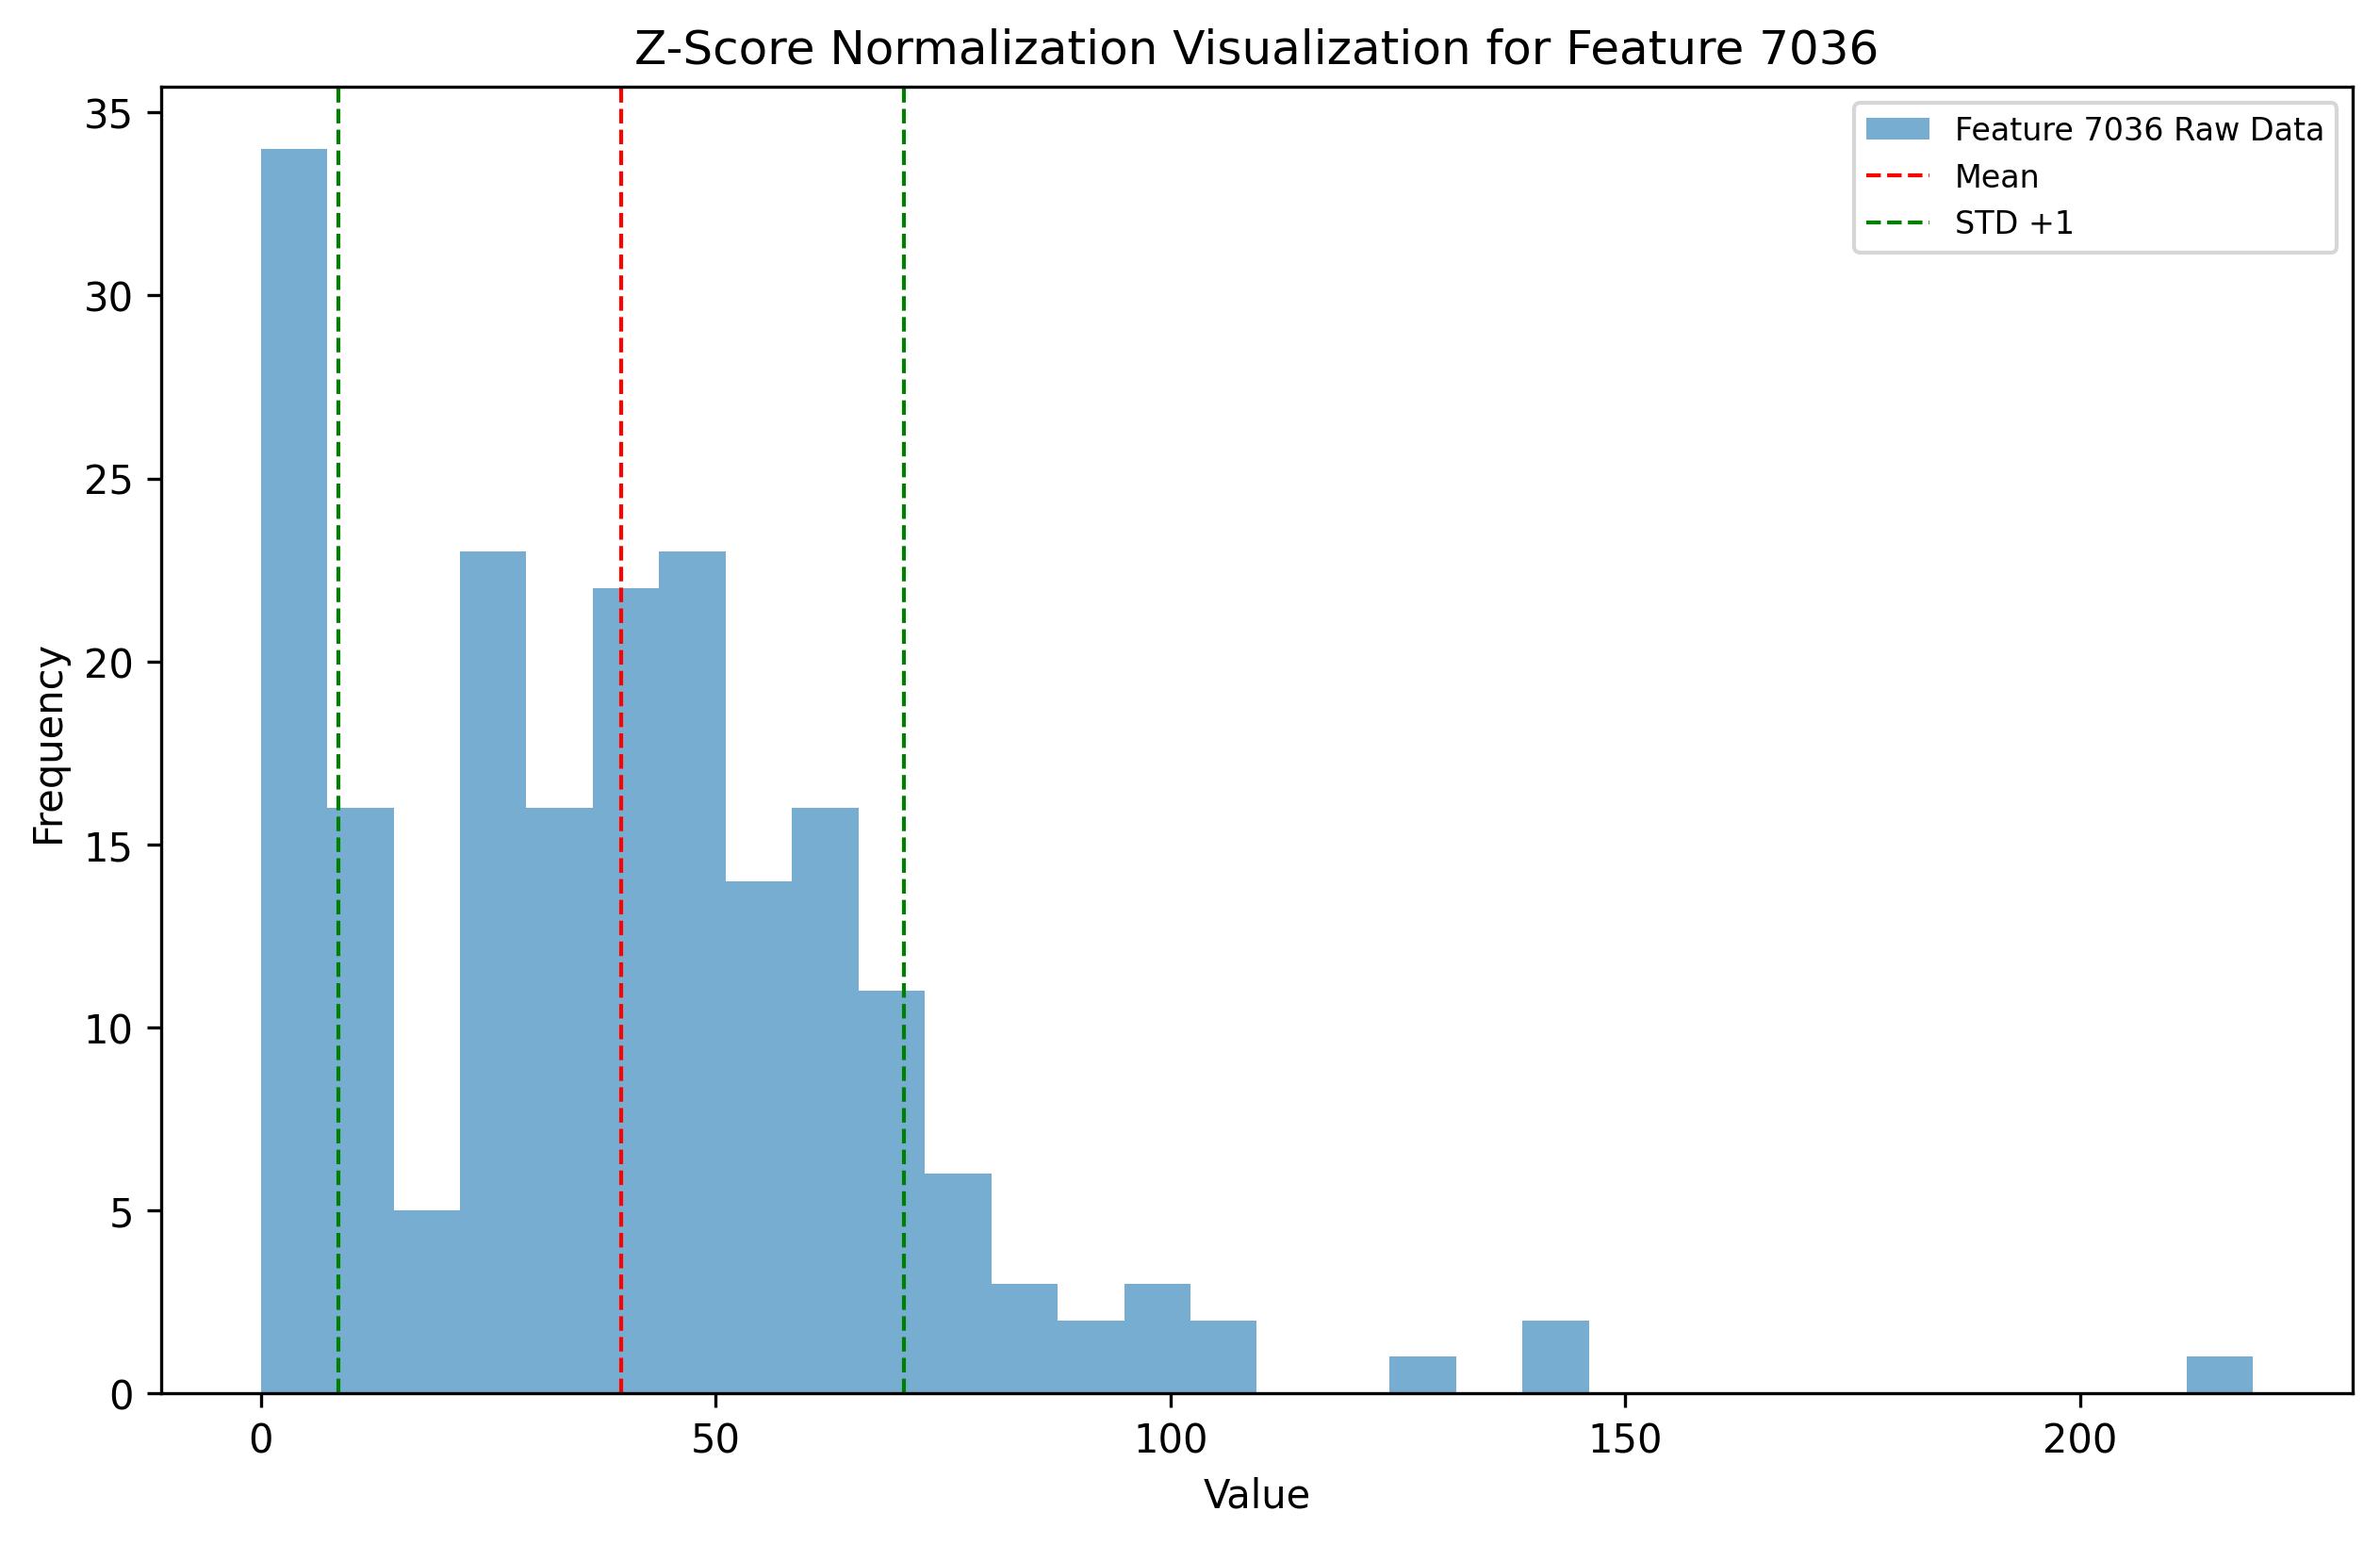 Z-Score Normalization Visualization for Feature 7036
Feature 7036 Raw Data
Mean
STD +1
35
30
25
20
15
10
5
0
Frequency
0 50 100 150 200
Value